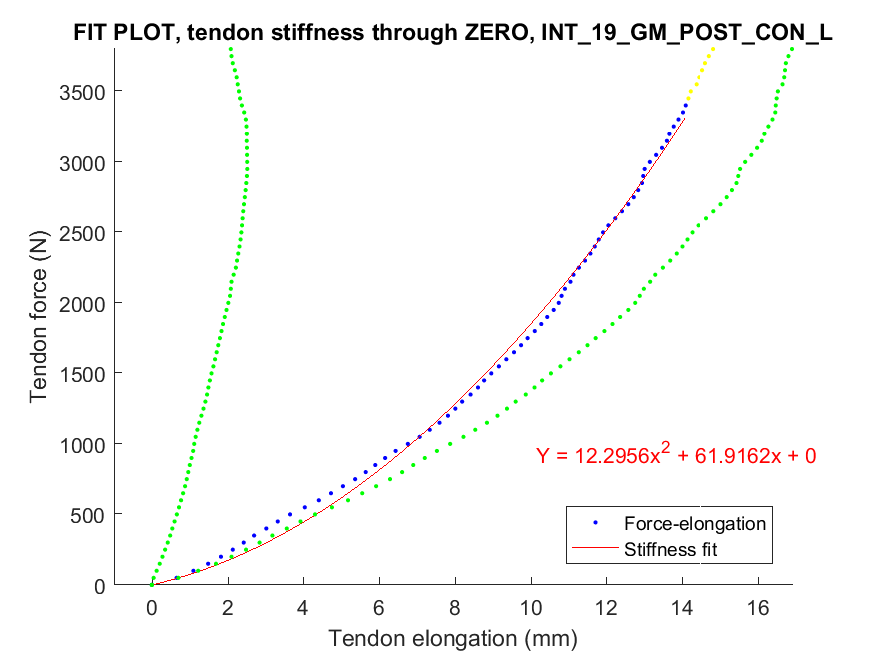 FIT PLOT, tendon stiffness through ZERO, INT_19_GM_POST_CON_L
3500
3000
2500
2000
1500
1000
500
0
Tendon force (N)
Y = 12.2956x² + 61.9162x + 0
Force-elongation
Stiffness fit
0 2 4 6 8 10 12 14 16
Tendon elongation (mm)